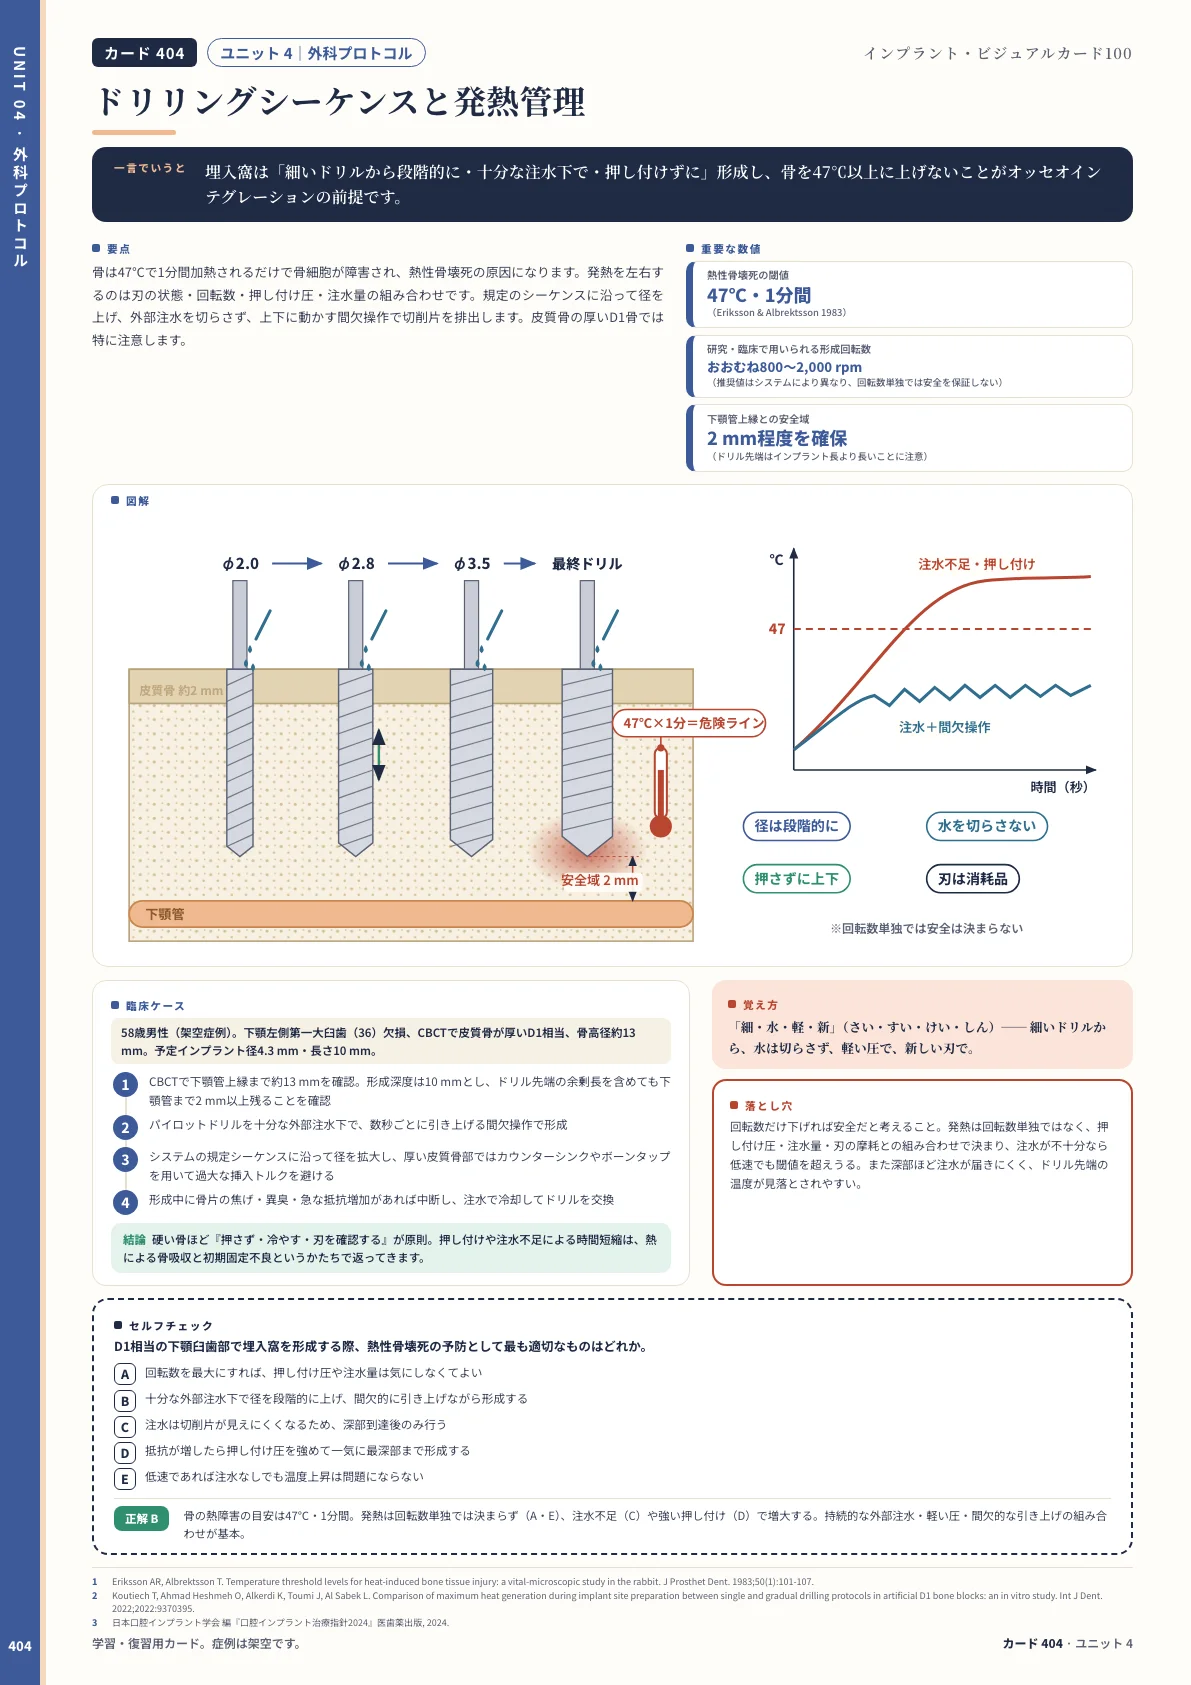 UNIT 04 · 外科プロトコル
カード 404
ユニット 4｜外科プロトコル
インプラント・ビジュアルカード100
ドリリングシーケンスと発熱管理
一言でいうと
埋入窩は「細いドリルから段階的に・十分な注水下で・押し付けずに」形成し、骨を47℃以上に上げないことがオッセオイン
テグレーションの前提です。
要点
骨は47℃で1分間加熱されるだけで骨細胞が障害され、熱性骨壊死の原因になります。発熱を左右す
るのは刃の状態・回転数・押し付け圧・注水量の組み合わせです。規定のシーケンスに沿って径を
上げ、外部注水を切らさず、上下に動かす間欠操作で切削片を排出します。皮質骨の厚いD1骨では
特に注意します。
重要な数値
熱性骨壊死の閾値
47℃・1分間
（Eriksson & Albrektsson 1983）
研究・臨床で用いられる形成回転数
おおむね800〜2,000 rpm
（推奨値はシステムにより異なり、回転数単独では安全を保証しない）
下顎管上縁との安全域
2 mm程度を確保
（ドリル先端はインプラント長より長いことに注意）
図解
φ2.0
φ2.8
φ3.5
最終ドリル
皮質骨 約2 mm
47℃×1分＝危険ライン
安全域 2 mm
下顎管
℃
注水不足・押し付け
47
注水＋間欠操作
時間（秒）
径は段階的に
水を切らさない
押さずに上下
刃は消耗品
※回転数単独では安全は決まらない
臨床ケース
58歳男性（架空症例）。下顎左側第一大臼歯（36）欠損、CBCTで皮質骨が厚いD1相当、骨高径約13
mm。予定インプラント径4.3 mm・長さ10 mm。
1
CBCTで下顎管上縁まで約13 mmを確認。形成深度は10 mmとし、ドリル先端の余剰長を含めても下
顎管まで2 mm以上残ることを確認
2
パイロットドリルを十分な外部注水下で、数秒ごとに引き上げる間欠操作で形成
3
システムの規定シーケンスに沿って径を拡大し、厚い皮質骨部ではカウンターシンクやボーンタップ
を用いて過大な挿入トルクを避ける
4
形成中に骨片の焦げ・異臭・急な抵抗増加があれば中断し、注水で冷却してドリルを交換
結論 硬い骨ほど『押さず・冷やす・刃を確認する』が原則。押し付けや注水不足による時間短縮は、熱
による骨吸収と初期固定不良というかたちで返ってきます。
覚え方
「細・水・軽・新」（さい・すい・けい・しん）—— 細いドリルか
ら、水は切らさず、軽い圧で、新しい刃で。
落とし穴
回転数だけ下げれば安全だと考えること。発熱は回転数単独ではなく、押
し付け圧・注水量・刃の摩耗との組み合わせで決まり、注水が不十分なら
低速でも閾値を超えうる。また深部ほど注水が届きにくく、ドリル先端の
温度が見落とされやすい。
セルフチェック
D1相当の下顎臼歯部で埋入窩を形成する際、熱性骨壊死の予防として最も適切なものはどれか。
A 回転数を最大にすれば、押し付け圧や注水量は気にしなくてよい
B 十分な外部注水下で径を段階的に上げ、間欠的に引き上げながら形成する
C 注水は切削片が見えにくくなるため、深部到達後のみ行う
D 抵抗が増したら押し付け圧を強めて一気に最深部まで形成する
E 低速であれば注水なしでも温度上昇は問題にならない
正解 B
骨の熱障害の目安は47℃・1分間。発熱は回転数単独では決まらず（A・E）、注水不足（C）や強い押し付け（D）で増大する。持続的な外部注水・軽い圧・間欠的な引き上げの組み合
わせが基本。
1 Eriksson AR, Albrektsson T. Temperature threshold levels for heat-induced bone tissue injury: a vital-microscopic study in the rabbit. J Prosthet Dent. 1983;50(1):101-107.
2 Koutiech T, Ahmad Heshmeh O, Alkerdi K, Toumi J, Al Sabek L. Comparison of maximum heat generation during implant site preparation between single and gradual drilling protocols in artificial D1 bone blocks: an in vitro study. Int J Dent.
2022;2022:9370395.
3 日本口腔インプラント学会 編『口腔インプラント治療指針2024』医歯薬出版, 2024.
404
学習・復習用カード。症例は架空です。
カード 404 · ユニット 4